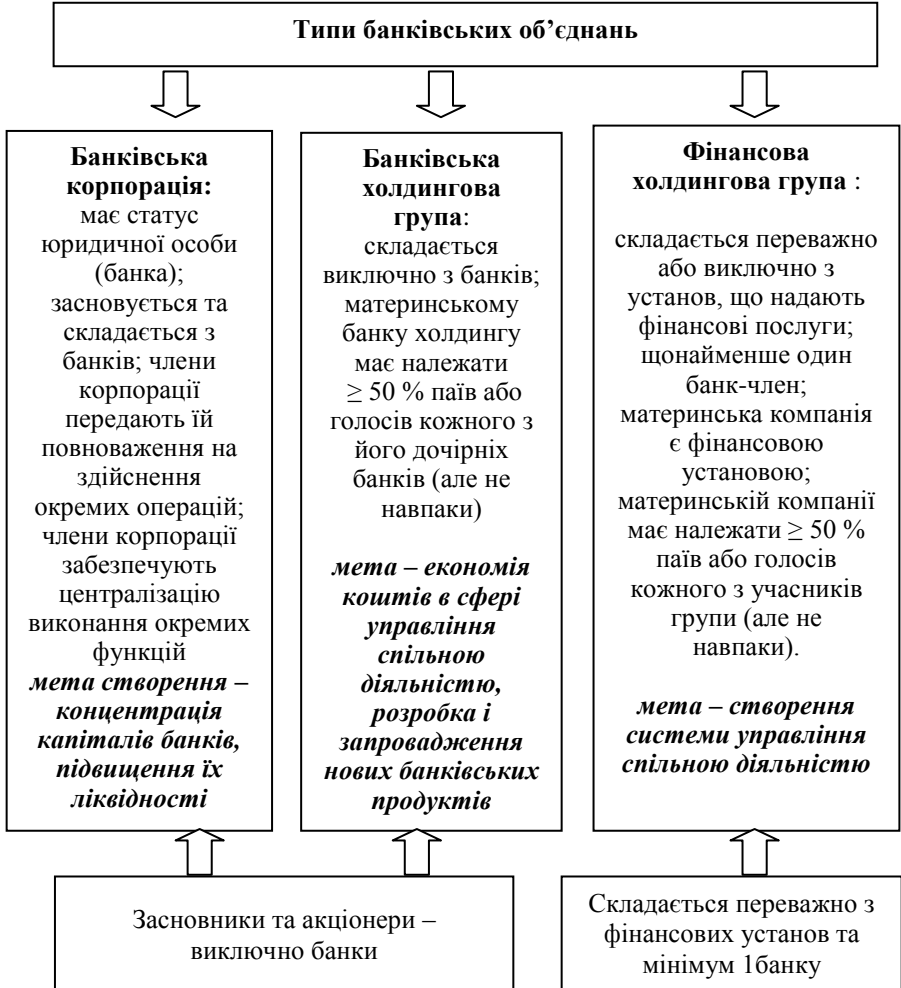 Типи банківських об’єднань
Банківська
корпорація:
має статус
юридичної особи
(банка);
засновується та
складається з
банків; члени
корпорації
передають їй
повноваження на
здійснення
окремих операцій;
члени корпорації
забезпечують
централізацію
виконання окремих
функцій
мета створення –
концентрація
капіталів банків,
підвищення їх
ліквідності
Банківська
холдингова
група:
складається
виключно з банків;
материнському
банку холдингу
має належати
≥ 50 % паїв або
голосів кожного з
його дочірніх
банків (але не
навпаки)
мета – економія
коштів в сфері
управління
спільною
діяльністю,
розробка і
запровадження
нових банківських
продуктів
Фінансова
холдингова група :
складається переважно
або виключно з
установ, що надають
фінансові послуги;
щонайменше один
банк-член;
материнська компанія
є фінансовою
установою;
материнській компанії
має належати ≥ 50 %
паїв або голосів
кожного з учасників
групи (але не
навпаки).
мета – створення
системи управління
спільною діяльністю
Засновники та акціонери –
виключно банки
Складається переважно з
фінансових установ та
мінімум 1банку